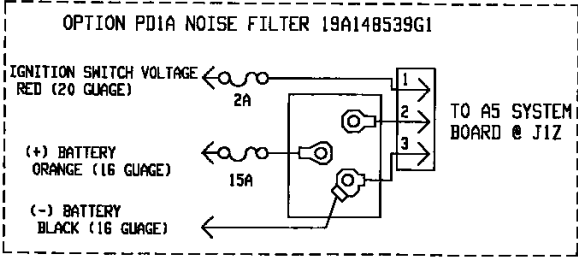 OPTION PD1A NOISE FILTER 19A148539G1
IGNITION SWITCH VOLTAGE
RED (20 GUAGE)
2A
1
2
3
TO A5 SYSTEM
BOARD @ J1Z
(+) BATTERY
ORANGE (16 GUAGE)
15A
(-) BATTERY
BLACK (16 GUAGE)